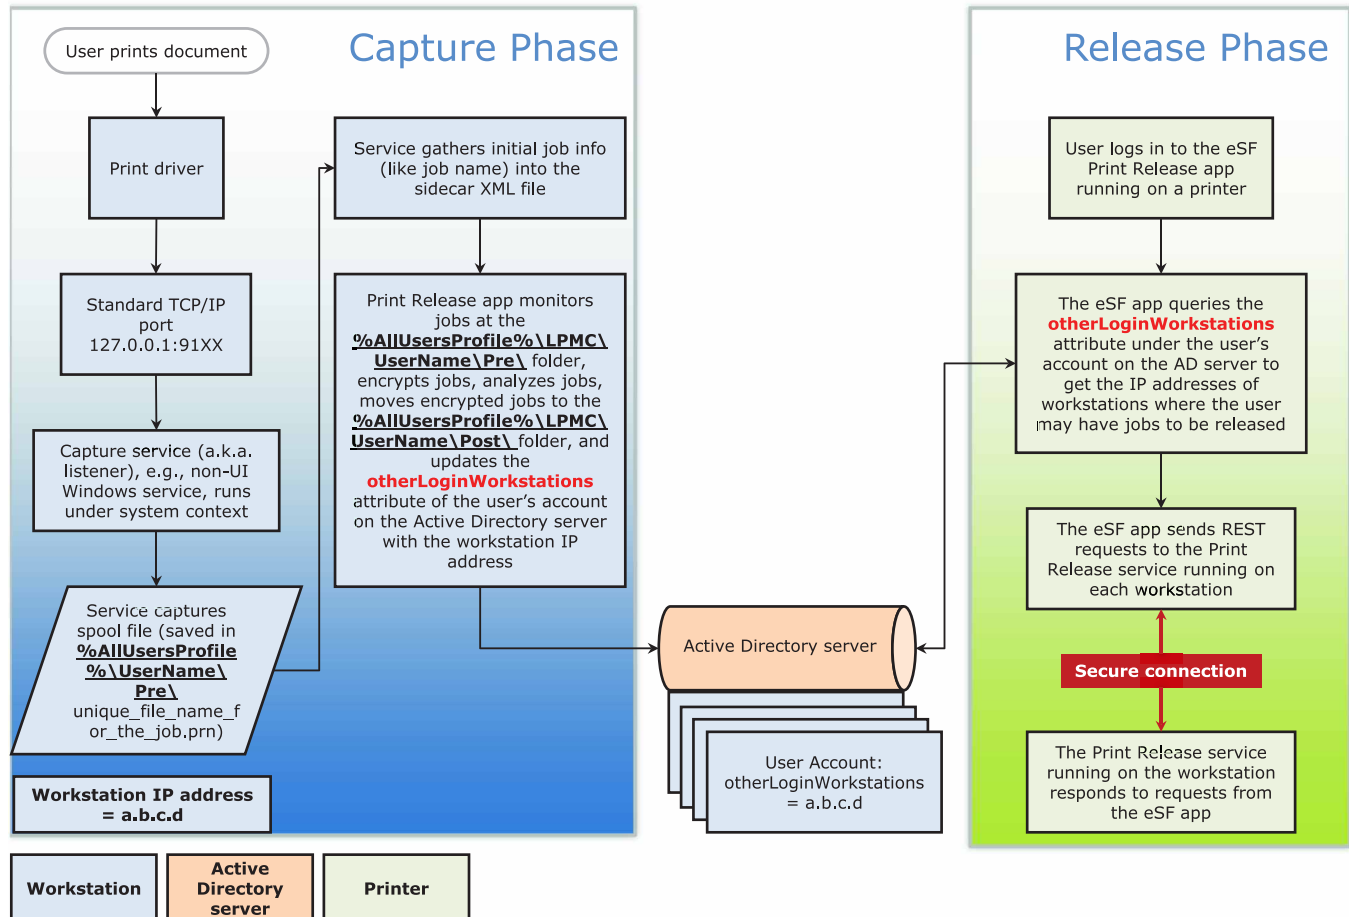 Capture Phase
User prints document
Print driver
Standard TCP/IP
port
127.0.0.1:91XX
Capture service (a.k.a.
listener), e.g., non-UI
Windows service, runs
under system context
Service captures
spool file (saved in
%AllUsersProfile
%\UserName\
Pre\
unique_file_name_f
or_the_job.prn)
Workstation IP address
= a.b.c.d
Service gathers initial job info
(like job name) into the
sidecar XML file
Print Release app monitors
jobs at the
%AllUsersProfile%\LPMC\
UserName\Pre\ folder,
encrypts jobs, analyzes jobs,
moves encrypted jobs to the
%AllUsersProfile%\LPMC\
UserName\Post\ folder, and
updates the
otherLoginWorkstations
attribute of the user's account
on the Active Directory server
with the workstation IP
address
Active Directory server
User Account:
otherLoginWorkstations
= a.b.c.d
Release Phase
User logs in to the eSF
Print Release app
running on a printer
The eSF app queries the
otherLoginWorkstations
attribute under the user's
account on the AD server to
get the IP addresses of
workstations where the user
may have jobs to be released
The eSF app sends REST
requests to the Print
Release service running on
each workstation
Secure connection
The Print Release service
running on the workstation
responds to requests from
the eSF app
Workstation
Active
Directory
server
Printer